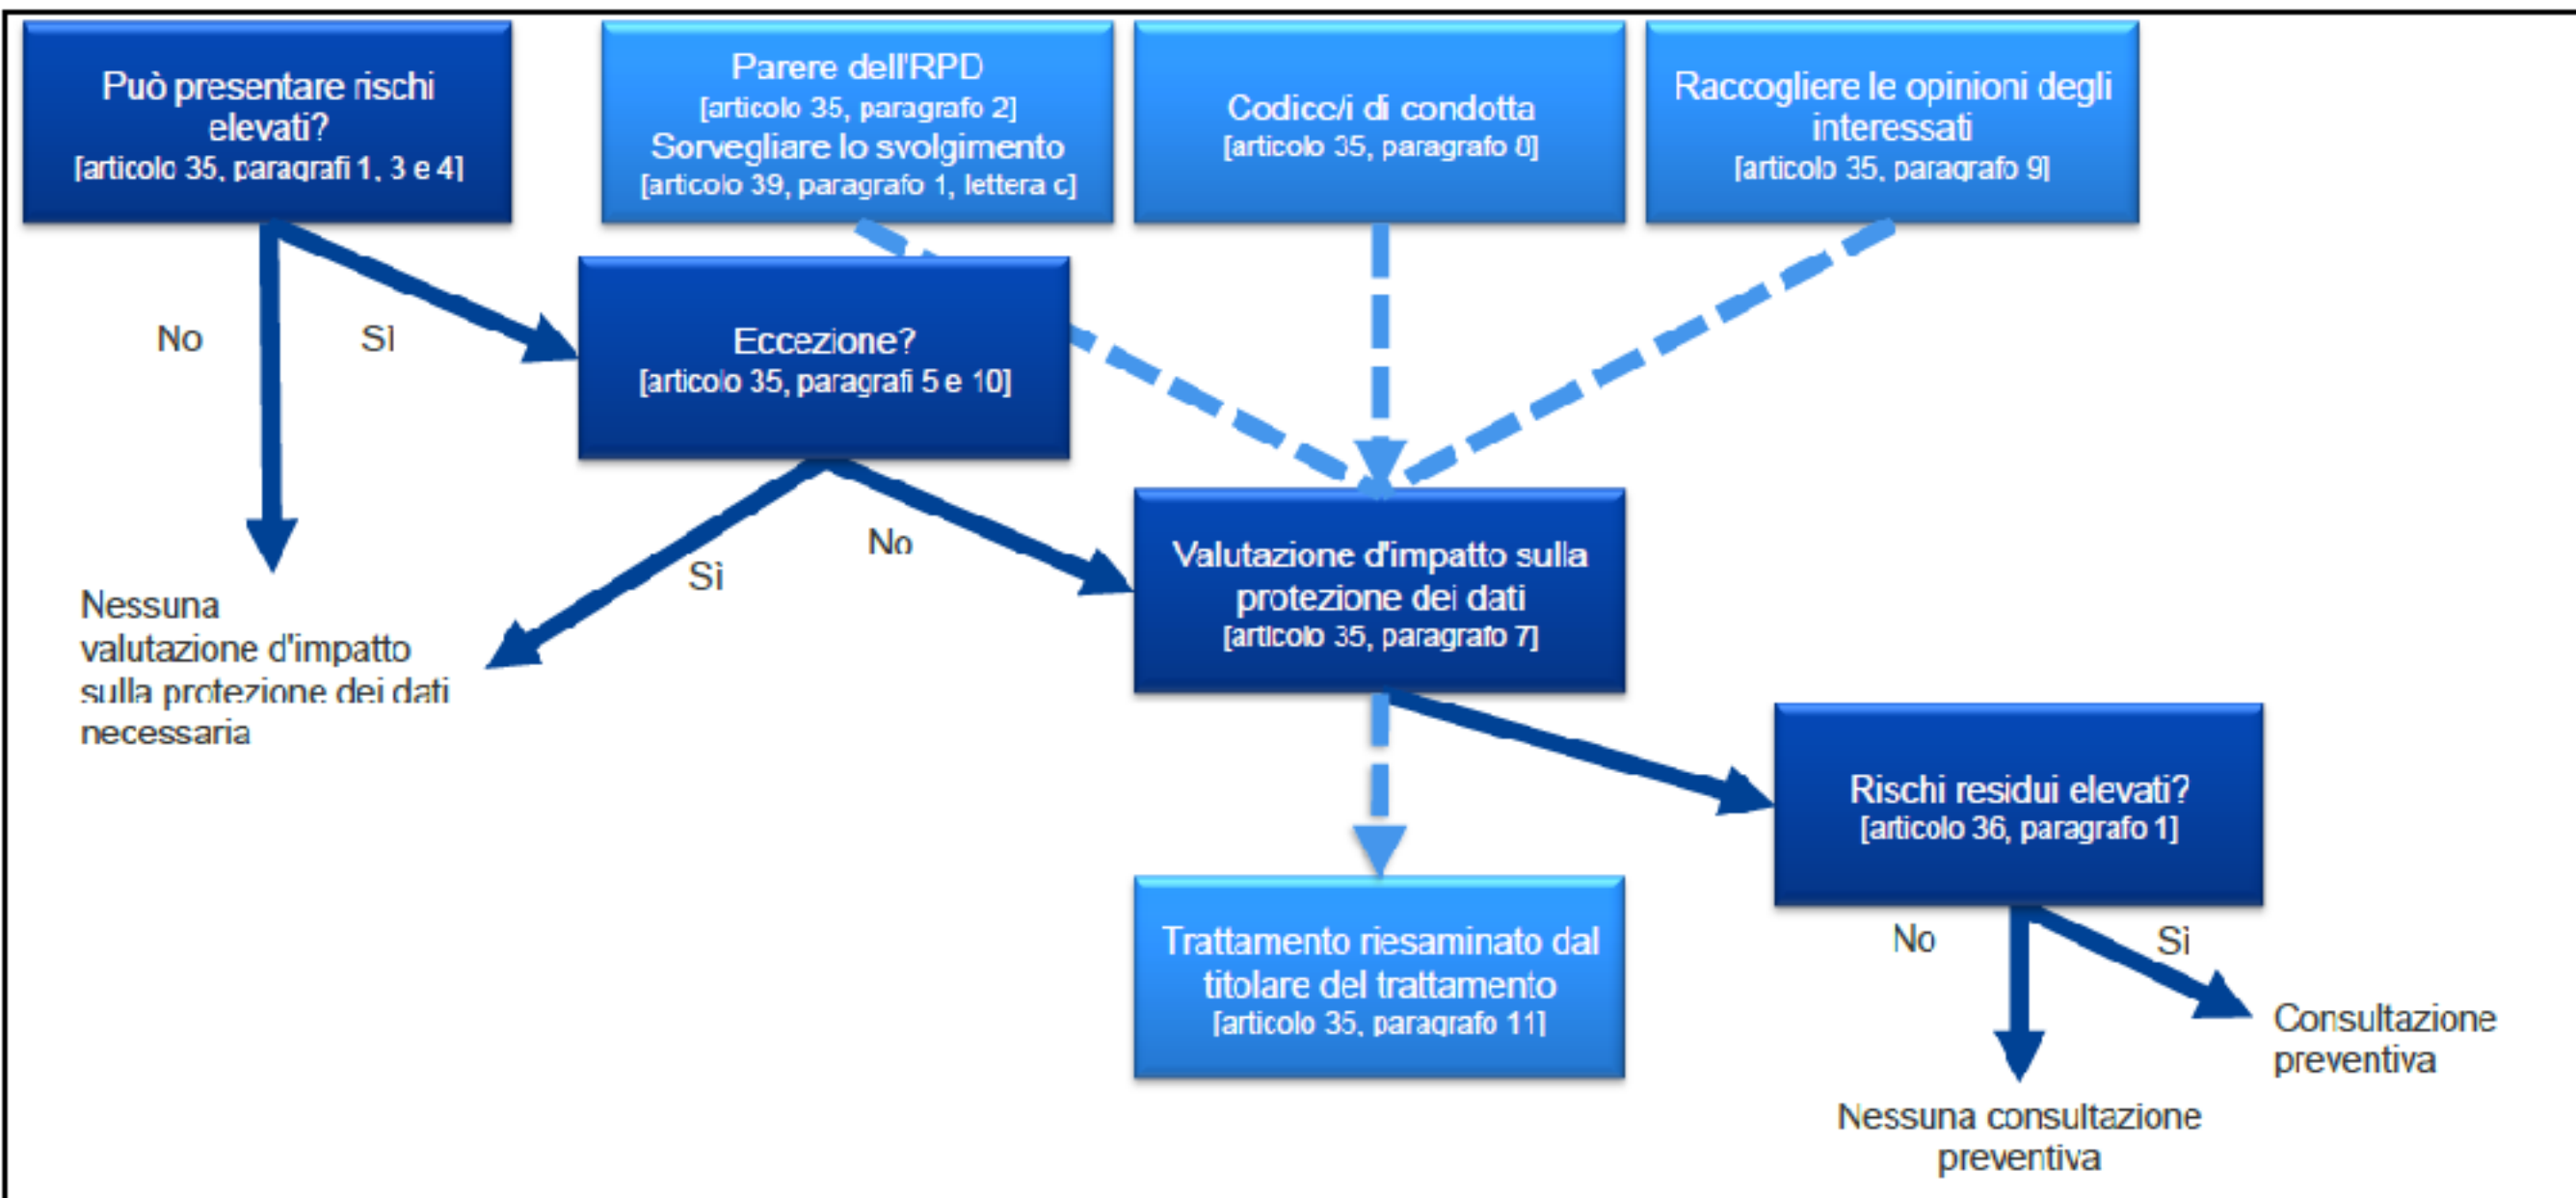 Può presentare rischi
elevati?
[articolo 35, paragrafi 1, 3 e 4]
Parere dell'RPD
[articolo 35, paragrafo 2]
Sorvegliare lo svolgimento
[articolo 39, paragrafo 1, lettera c]
Codice/i di condotta
[articolo 35, paragrafo 8]
Raccogliere le opinioni degli
interessati
[articolo 35, paragrafo 9]
No
Sì
Eccezione?
[articolo 35, paragrafi 5 e 10]
Sì
No
Nessuna
valutazione d'impatto
sulla protezione dei dati
necessaria
Valutazione d'impatto sulla
protezione dei dati
[articolo 35, paragrafo 7]
Rischi residui elevati?
[articolo 36, paragrafo 1]
Trattamento riesaminato dal
titolare del trattamento
[articolo 35, paragrafo 11]
No
Sì
Consultazione
preventiva
Nessuna consultazione
preventiva